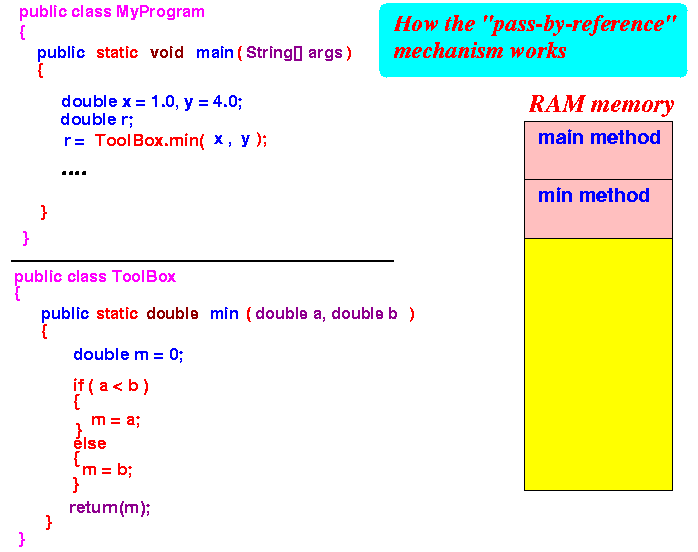 public class MyProgram
{
public static void main ( String[] args )
{
double x = 1.0, y = 4.0;
double r;
r = ToolBox.min( x , y );
....
}
}
How the "pass-by-reference"
mechanism works
RAM memory
main method
min method
public class ToolBox
{
public static double min ( double a, double b )
{
double m = 0;
if ( a < b )
{
m = a;
}
else
{
m = b;
}
return(m);
}
}